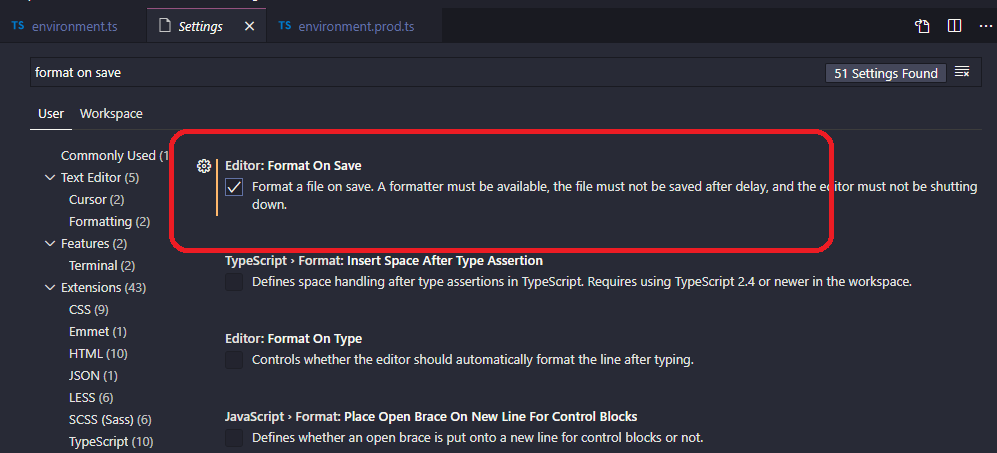 TS environment.ts
Settings
TS environment.prod.ts
format on save
51 Settings Found
User
Workspace
Commonly Used (1
Text Editor (5)
Cursor (2)
Formatting (2)
Features (2)
Terminal (2)
Extensions (43)
CSS (9)
Emmet (1)
HTML (10)
JSON (1)
LESS (6)
SCSS (Sass) (6)
TypeScript (10)
Editor: Format On Save
Format a file on save. A formatter must be available, the file must not be saved after delay, and the editor must not be shutting
down.
TypeScript › Format: Insert Space After Type Assertion
Defines space handling after type assertions in TypeScript. Requires using TypeScript 2.4 or newer in the workspace.
Editor: Format On Type
Controls whether the editor should automatically format the line after typing.
JavaScript › Format: Place Open Brace On New Line For Control Blocks
Defines whether an open brace is put onto a new line for control blocks or not.